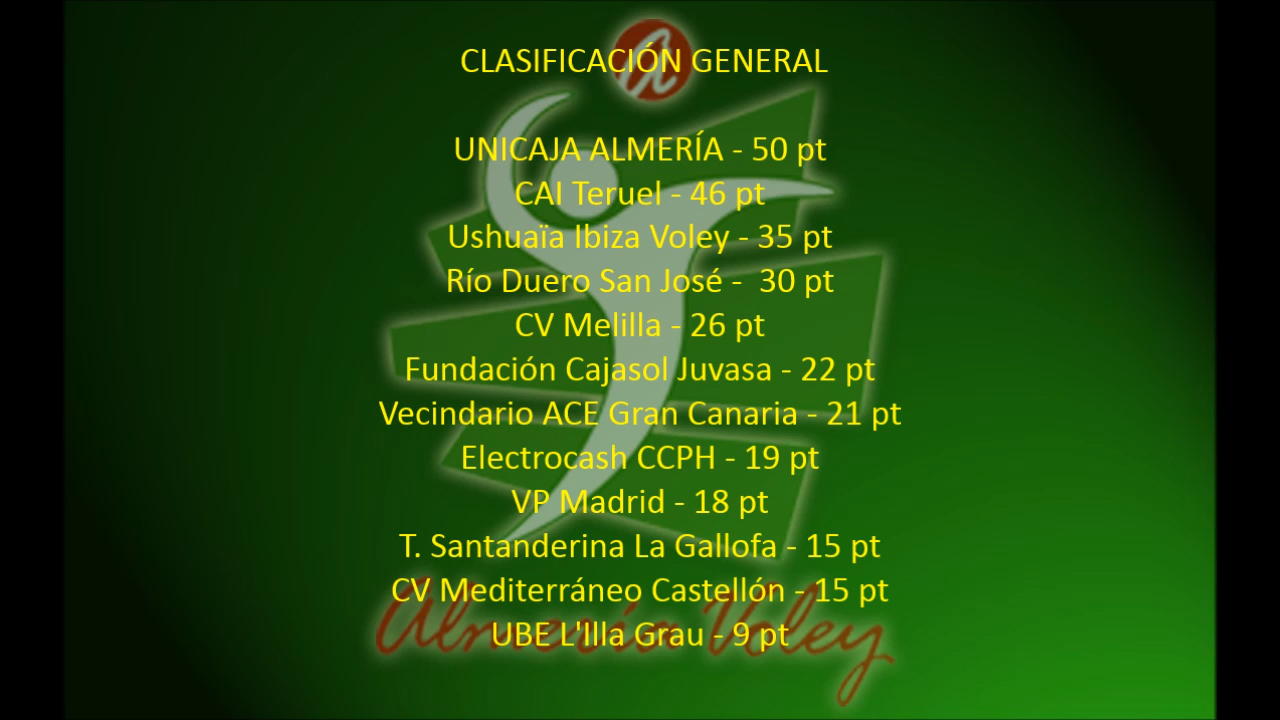 CLASIFICACIÓN GENERAL
UNICAJA ALMERÍA - 50 pt
CAI Teruel - 46 pt
Ushuaïa Ibiza Voley - 35 pt
Río Duero San José -  30 pt
CV Melilla - 26 pt
Fundación Cajasol Juvasa - 22 pt
Vecindario ACE Gran Canaria - 21 pt
Electrocash CCPH - 19 pt
VP Madrid - 18 pt
T. Santanderina La Gallofa - 15 pt
CV Mediterráneo Castellón - 15 pt
UBE L'Illa Grau - 9 pt
Almería Voley